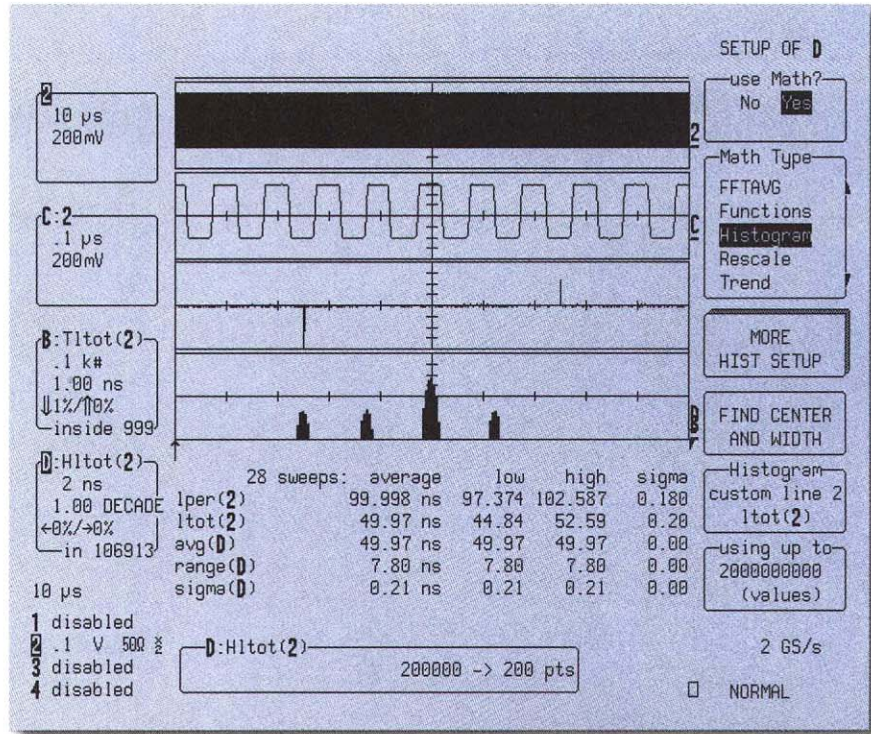 SETUP OF D
2
10 µs
200mV
C:2
.1 µs
200mV
B:Tltot(2)
.1 k#
1.00 ns
⇓1%/⇑0%
inside 999
D:Hltot(2)
2 ns
1.00 DECADE
←0%/→0%
in 106913
10 µs
1 disabled
2 .1 V 50Ω
3 disabled
4 disabled
2
C
D
B
28 sweeps: average low high sigma
lper(2) 99.998 ns 97.374 102.587 0.180
ltot(2) 49.97 ns 44.84 52.59 0.20
avg(D) 49.97 ns 49.97 49.97 0.00
range(D) 7.80 ns 7.80 7.80 0.00
sigma(D) 0.21 ns 0.21 0.21 0.00
D:Hltot(2)
200000 -> 200 pts
use Math?
No Yes
Math Type
FFTAVG
Functions
Histogram
Rescale
Trend
MORE
HIST SETUP
FIND CENTER
AND WIDTH
Histogram
custom line 2
ltot(2)
using up to
2000000000
(values)
2 GS/s
NORMAL